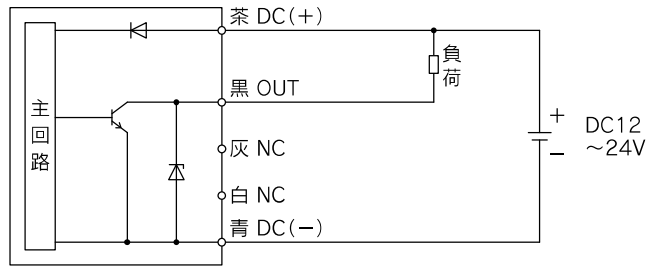 茶 DC(+)
負荷
黒 OUT
主回路
灰 NC
白 NC
青 DC(−)
+
−
DC12
～24V